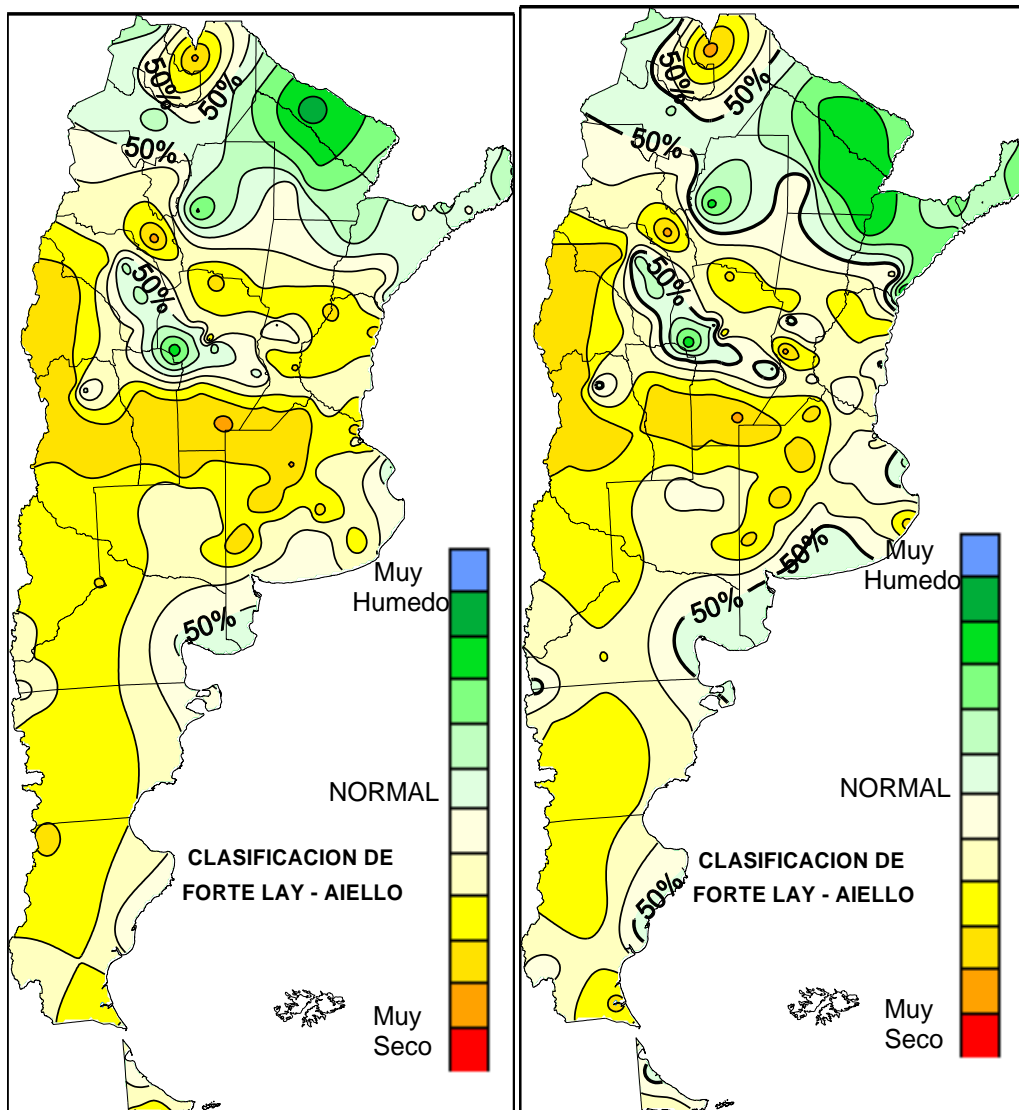 50%
50%
50%
50%
50%
Muy
Humedo
NORMAL
CLASIFICACION DE
FORTE LAY - AIELLO
Muy
Seco
50%
50%
50%
50%
50%
50%
Muy
Humedo
NORMAL
CLASIFICACION DE
FORTE LAY - AIELLO
50%
Muy
Seco